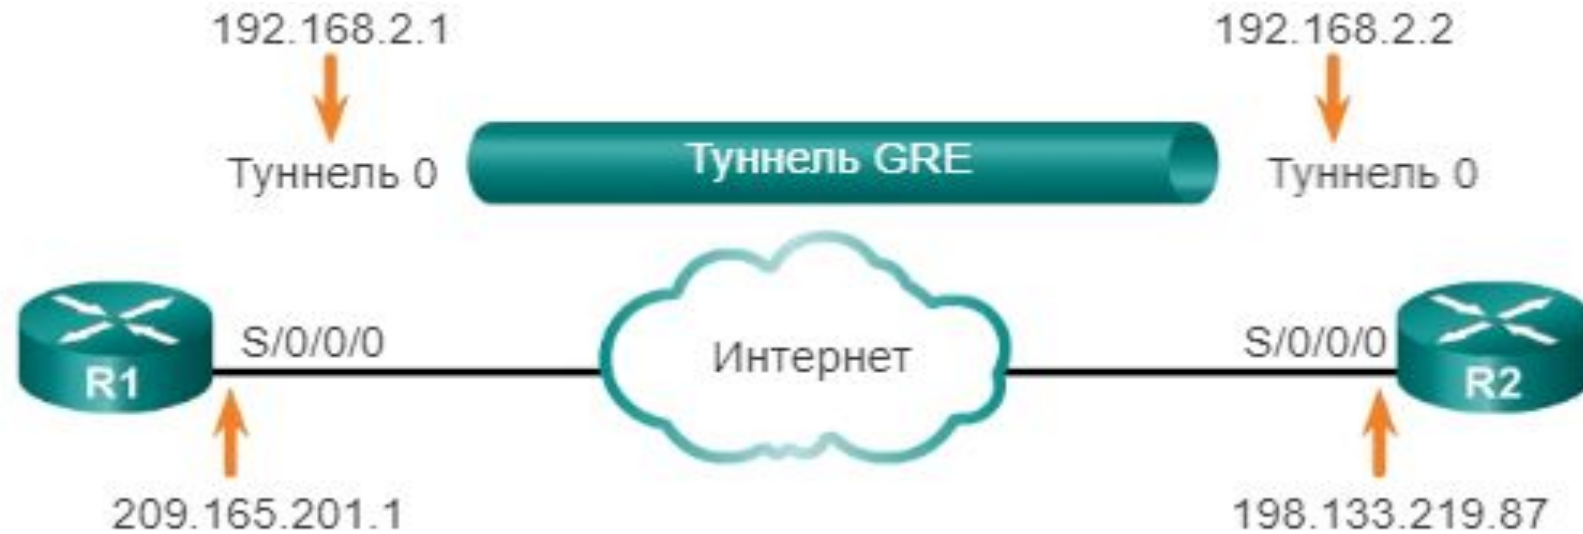 192.168.2.1
192.168.2.2
Туннель 0
Туннель GRE
Туннель 0
S/0/0/0
Интернет
S/0/0/0
R1
R2
209.165.201.1
198.133.219.87